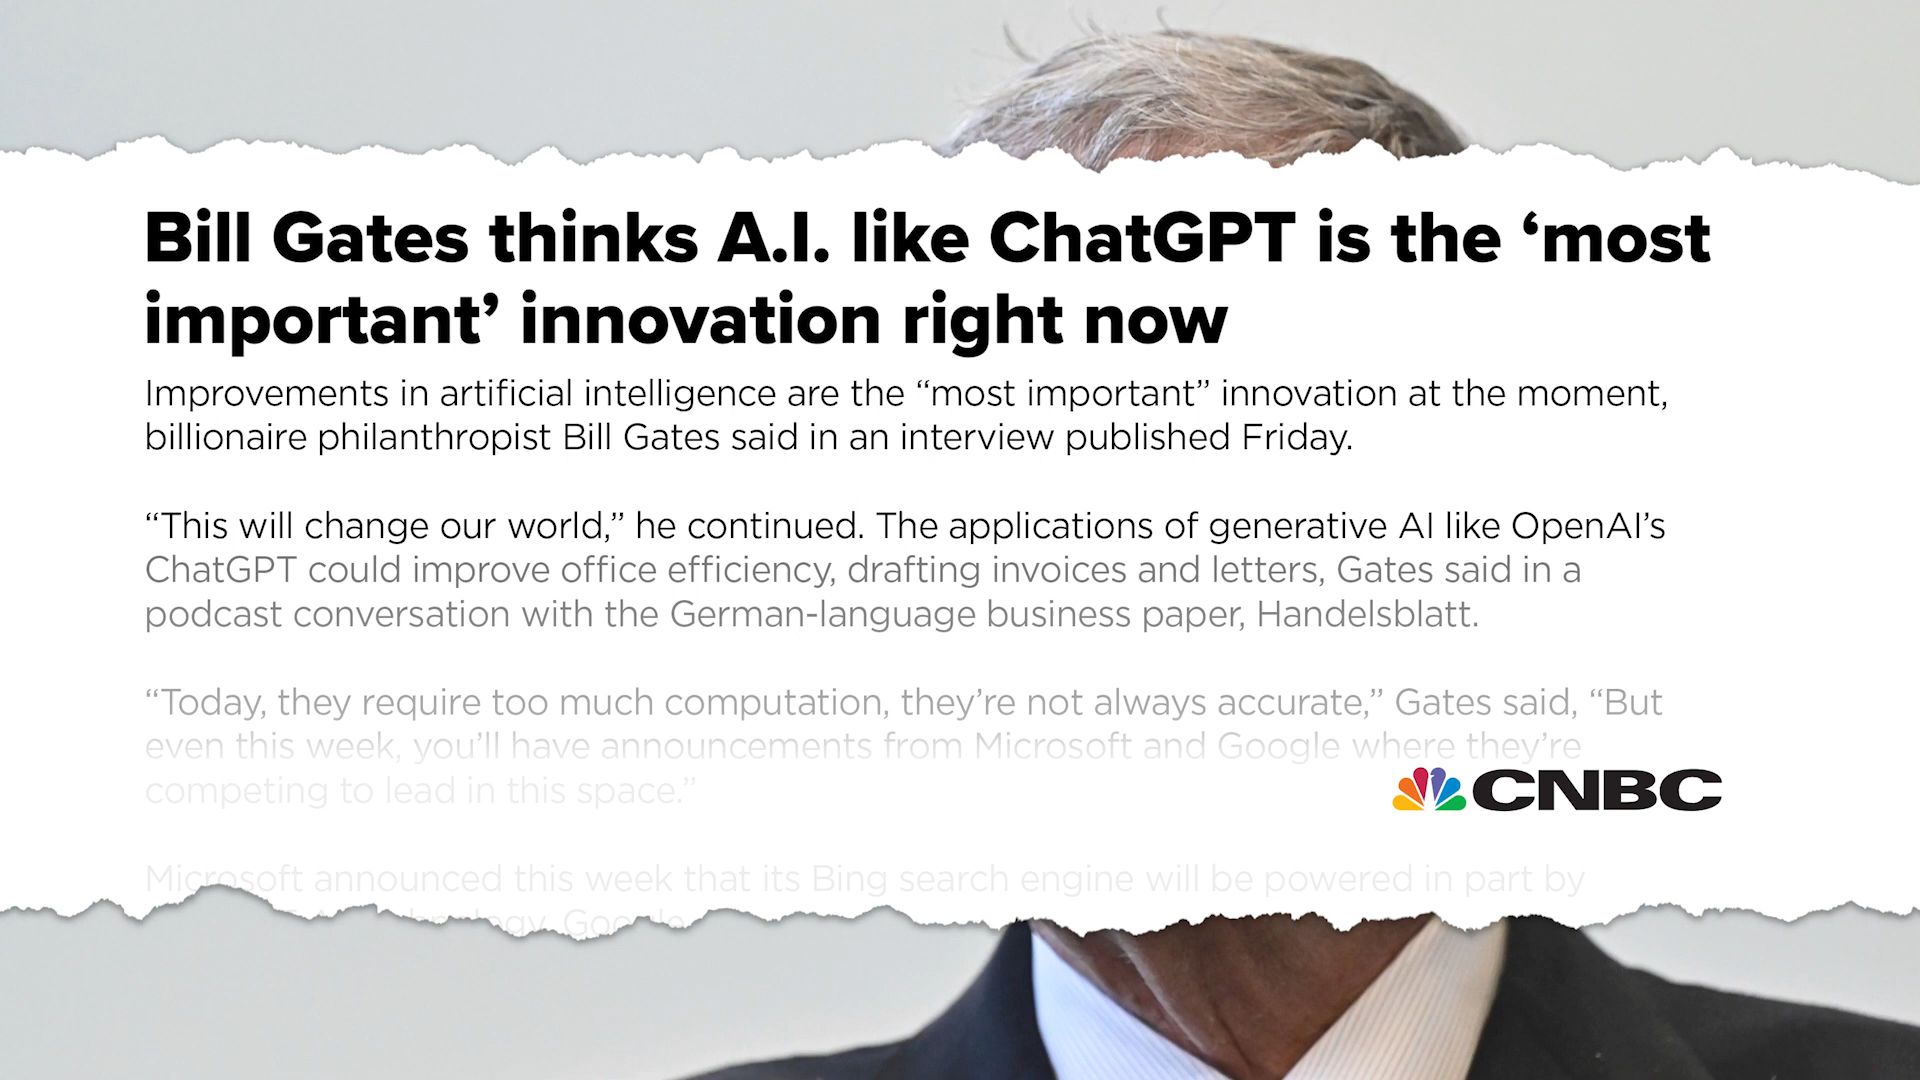 Bill Gates thinks A.I. like ChatGPT is the ‘most
important’ innovation right now
Improvements in artificial intelligence are the “most important” innovation at the moment,
billionaire philanthropist Bill Gates said in an interview published Friday.
“This will change our world,” he continued. The applications of generative AI like OpenAI’s
ChatGPT could improve office efficiency, drafting invoices and letters, Gates said in a
podcast conversation with the German-language business paper, Handelsblatt.
“Today, they require too much computation, they’re not always accurate,” Gates said, “But
even this week, you’ll have announcements from Microsoft and Google where they’re
competing to lead in this space.”
CNBC
Microsoft announced this week that its Bing search engine will be powered in part by